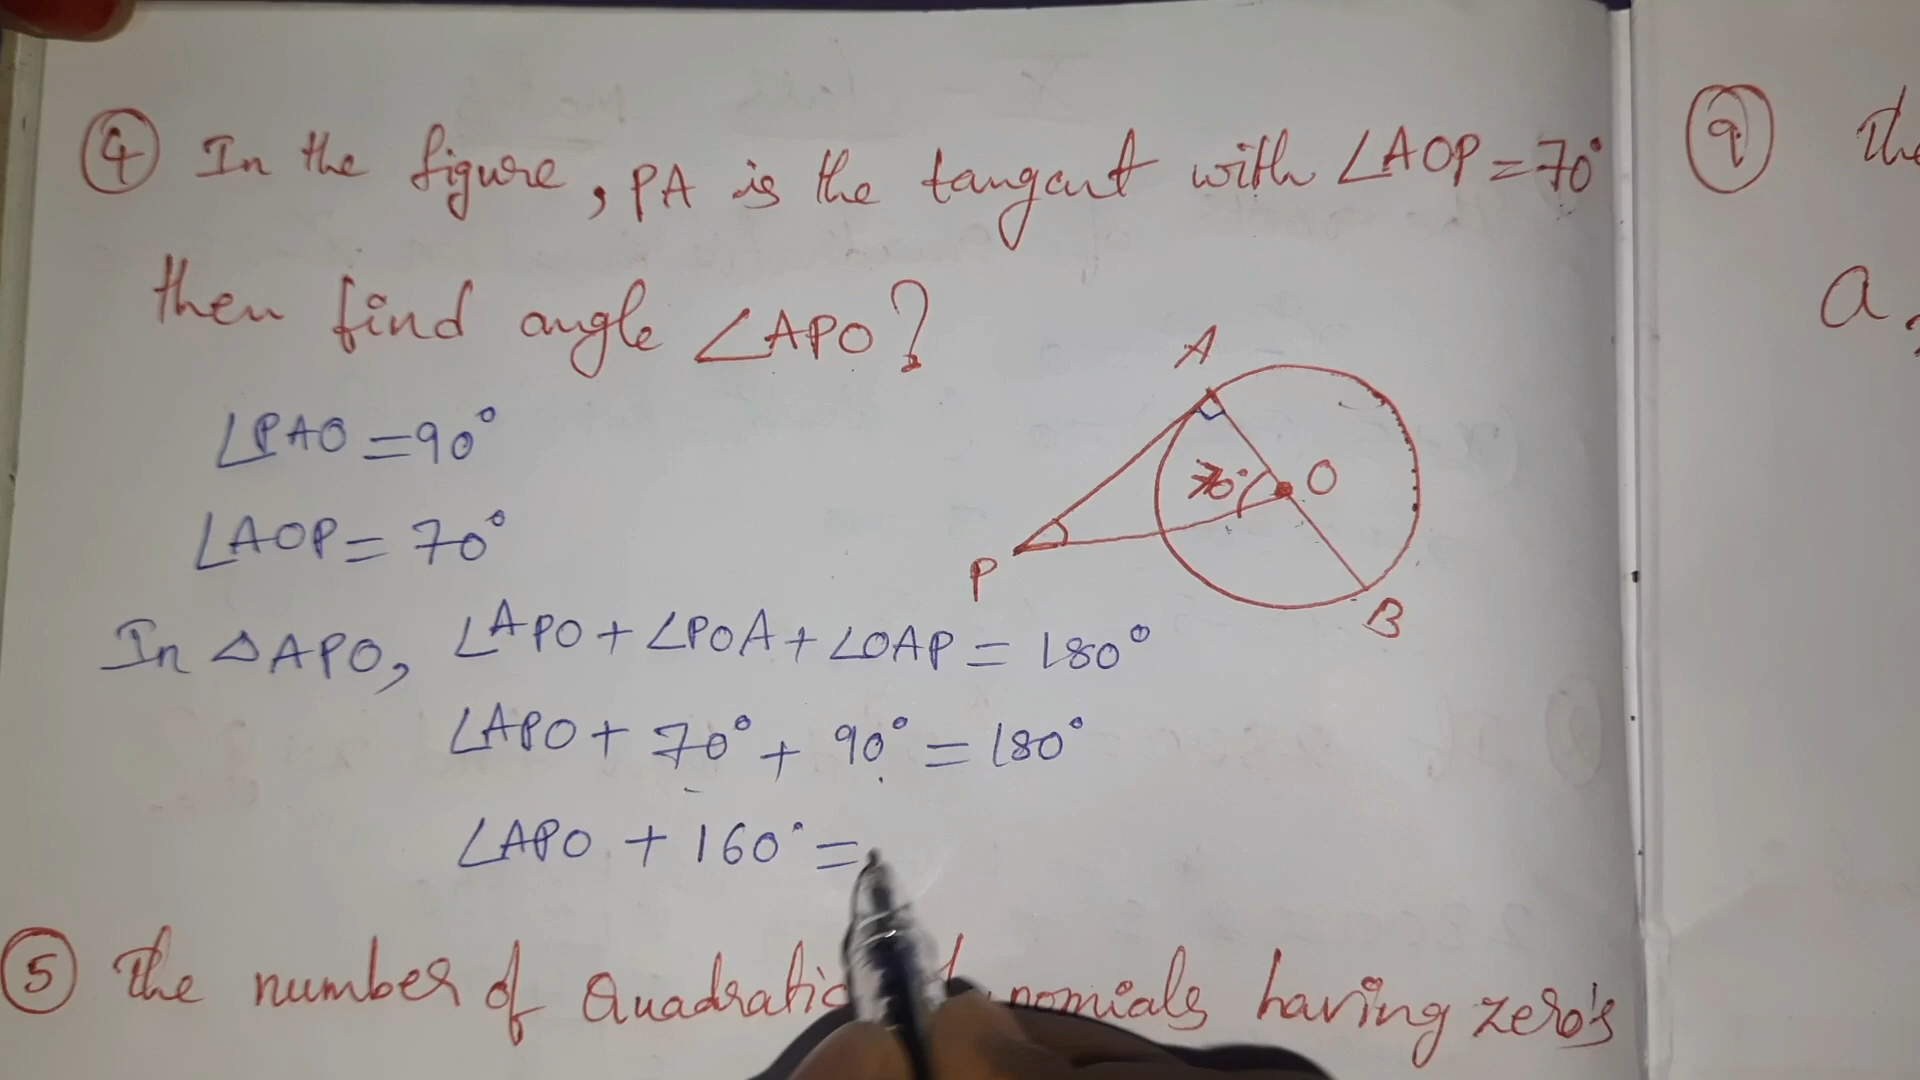 ④ In the figure, PA is the tangent with ∠AOP = 70°
then find angle ∠APO?
A
∠PAO = 90°
70° O
∠AOP = 70°
P
B
In △APO, ∠APO + ∠POA + ∠OAP = 180°
∠APO + 70° + 90° = 180°
∠APO + 160° =
⑤ The number of Quadratic having zero's
⑨ The
a,